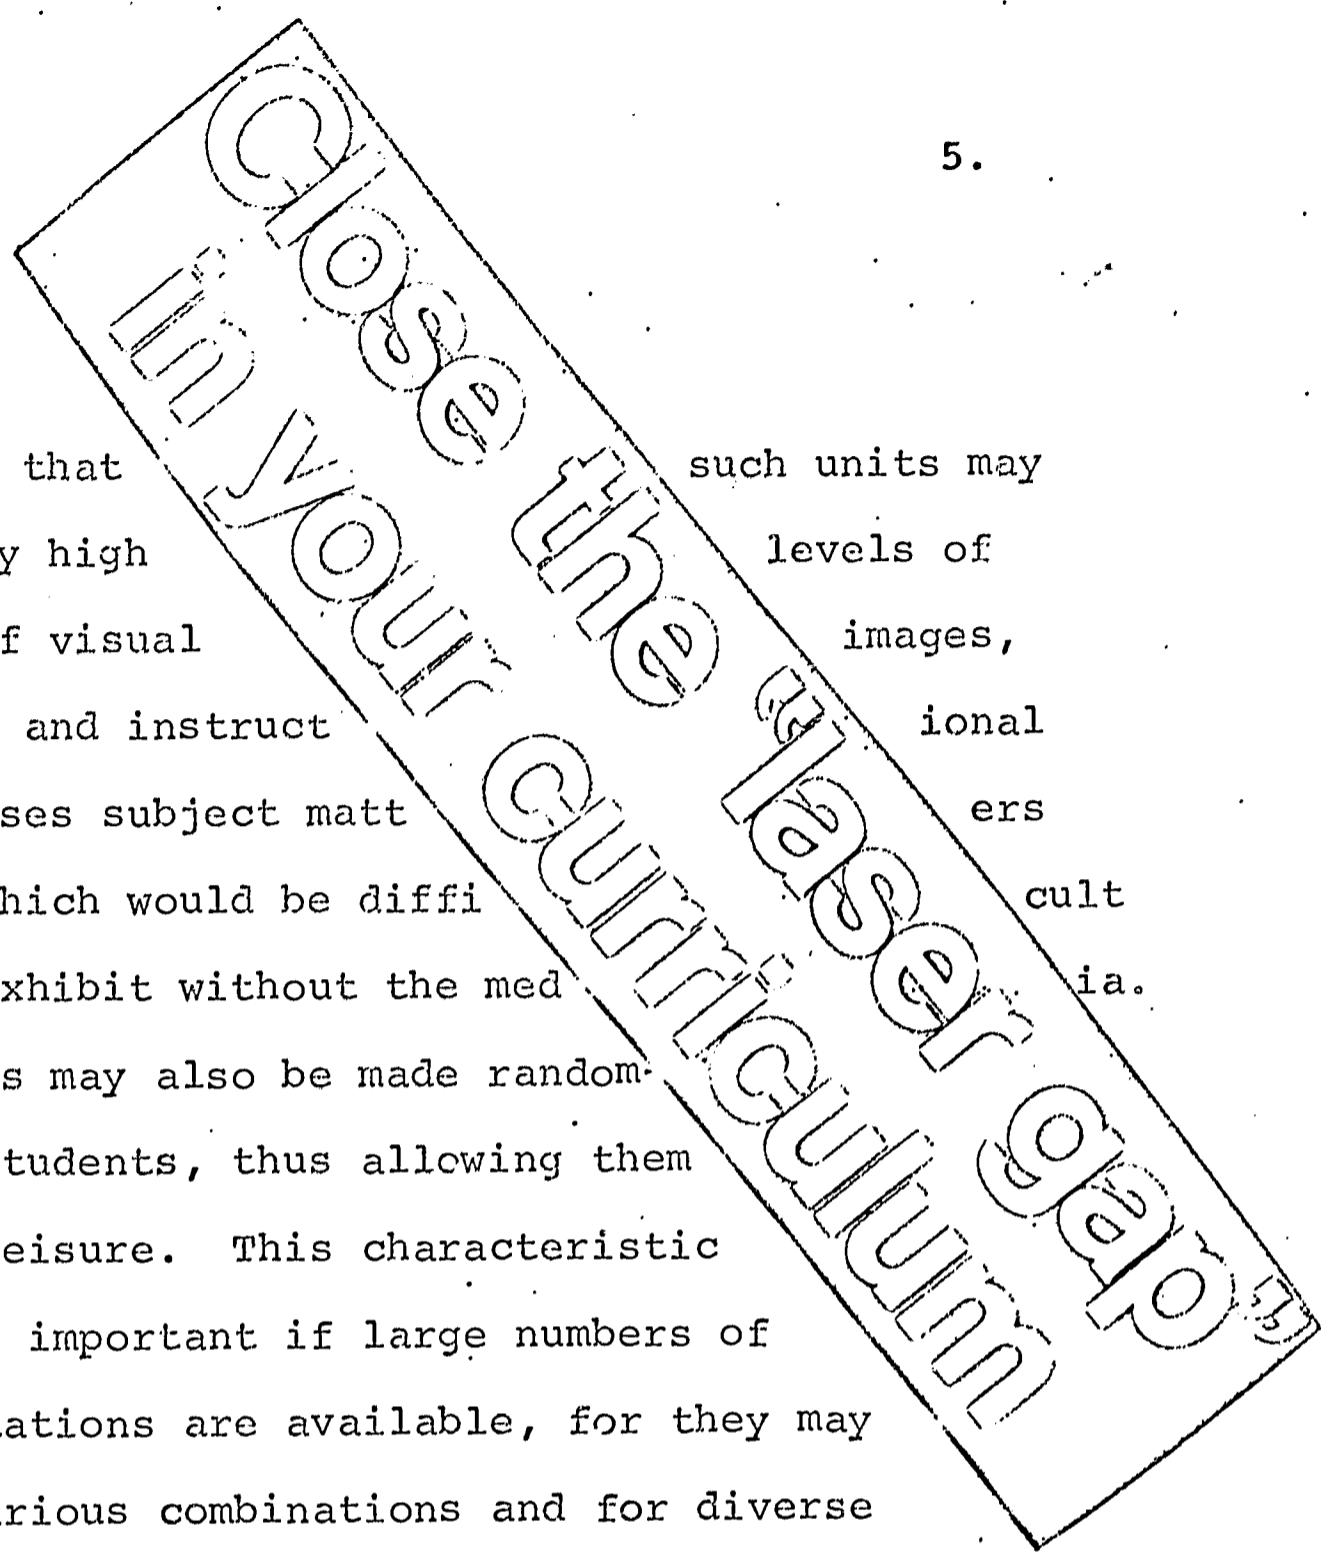 5.
Close the "laser gap"
in your curriculum
that such units may
y high levels of
f visual images,
and instruct ional
ses subject matt ers
hich would be diffi cult
xhibit without the med ia.
s may also be made random-
tudents, thus allowing them
eisure. This characteristic
important if large numbers of
ations are available, for they may
rious combinations and for diverse